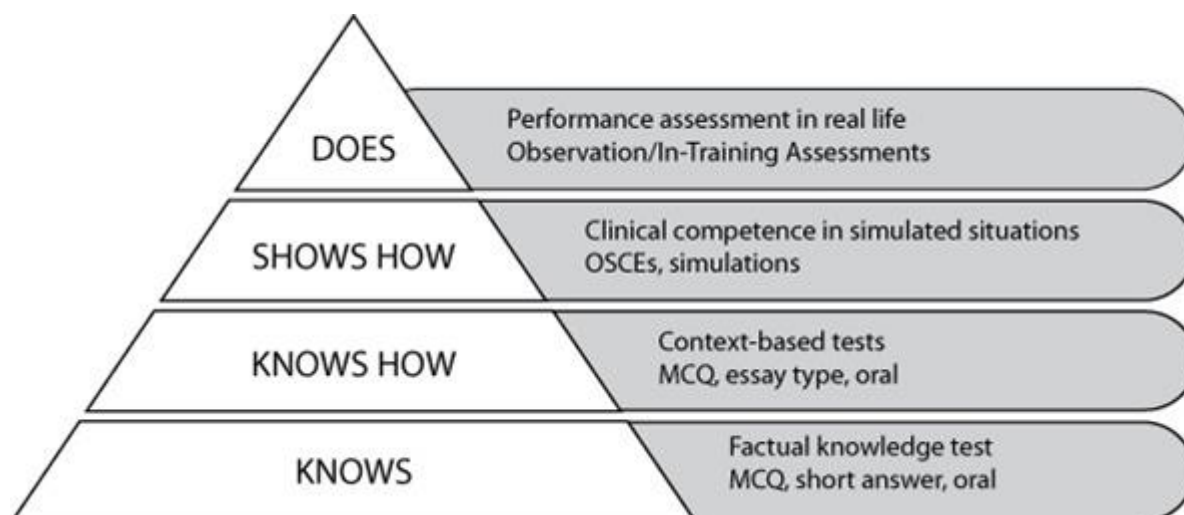 DOES
Performance assessment in real life
Observation/In-Training Assessments
SHOWS HOW
Clinical competence in simulated situations
OSCEs, simulations
KNOWS HOW
Context-based tests
MCQ, essay type, oral
KNOWS
Factual knowledge test
MCQ, short answer, oral